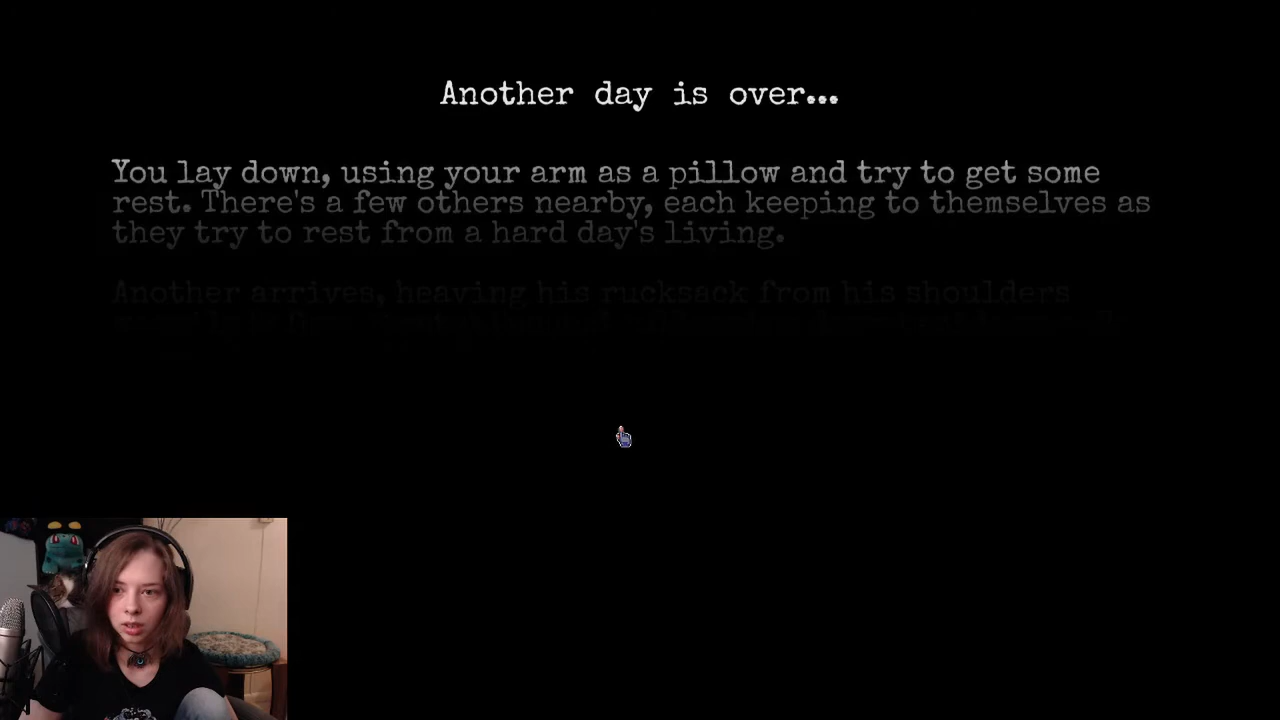 Another day is over...
You lay down, using your arm as a pillow and try to get some
rest. There's a few others nearby, each keeping to themselves as
they try to rest from a hard day's living.
Another arrives, heaving his rucksack from his shoulders